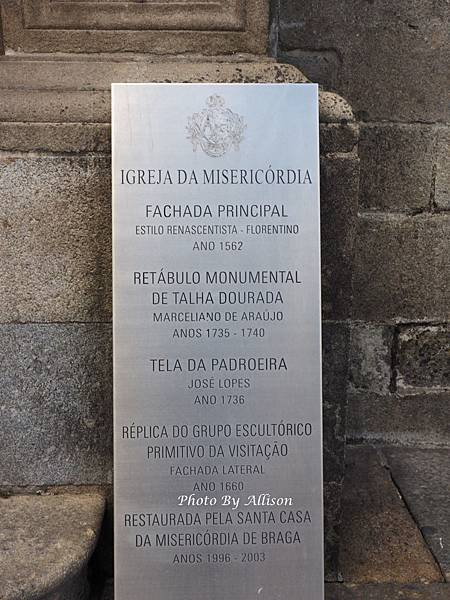 IGREJA DA MISERICÓRDIA
FACHADA PRINCIPAL
ESTILO RENASCENTISTA - FLORENTINO
ANO 1562
RETÁBULO MONUMENTAL
DE TALHA DOURADA
MARCELIANO DE ARAÚJO
ANOS 1735 - 1740
TELA DA PADROEIRA
JOSÉ LOPES
ANO 1736
RÉPLICA DO GRUPO ESCULTÓRICO
PRIMITIVO DA VISITAÇÃO
FACHADA LATERAL
ANO 1660
Photo By Allison
RESTAURADA PELA SANTA CASA
DA MISERICÓRDIA DE BRAGA
ANOS 1996 - 2003